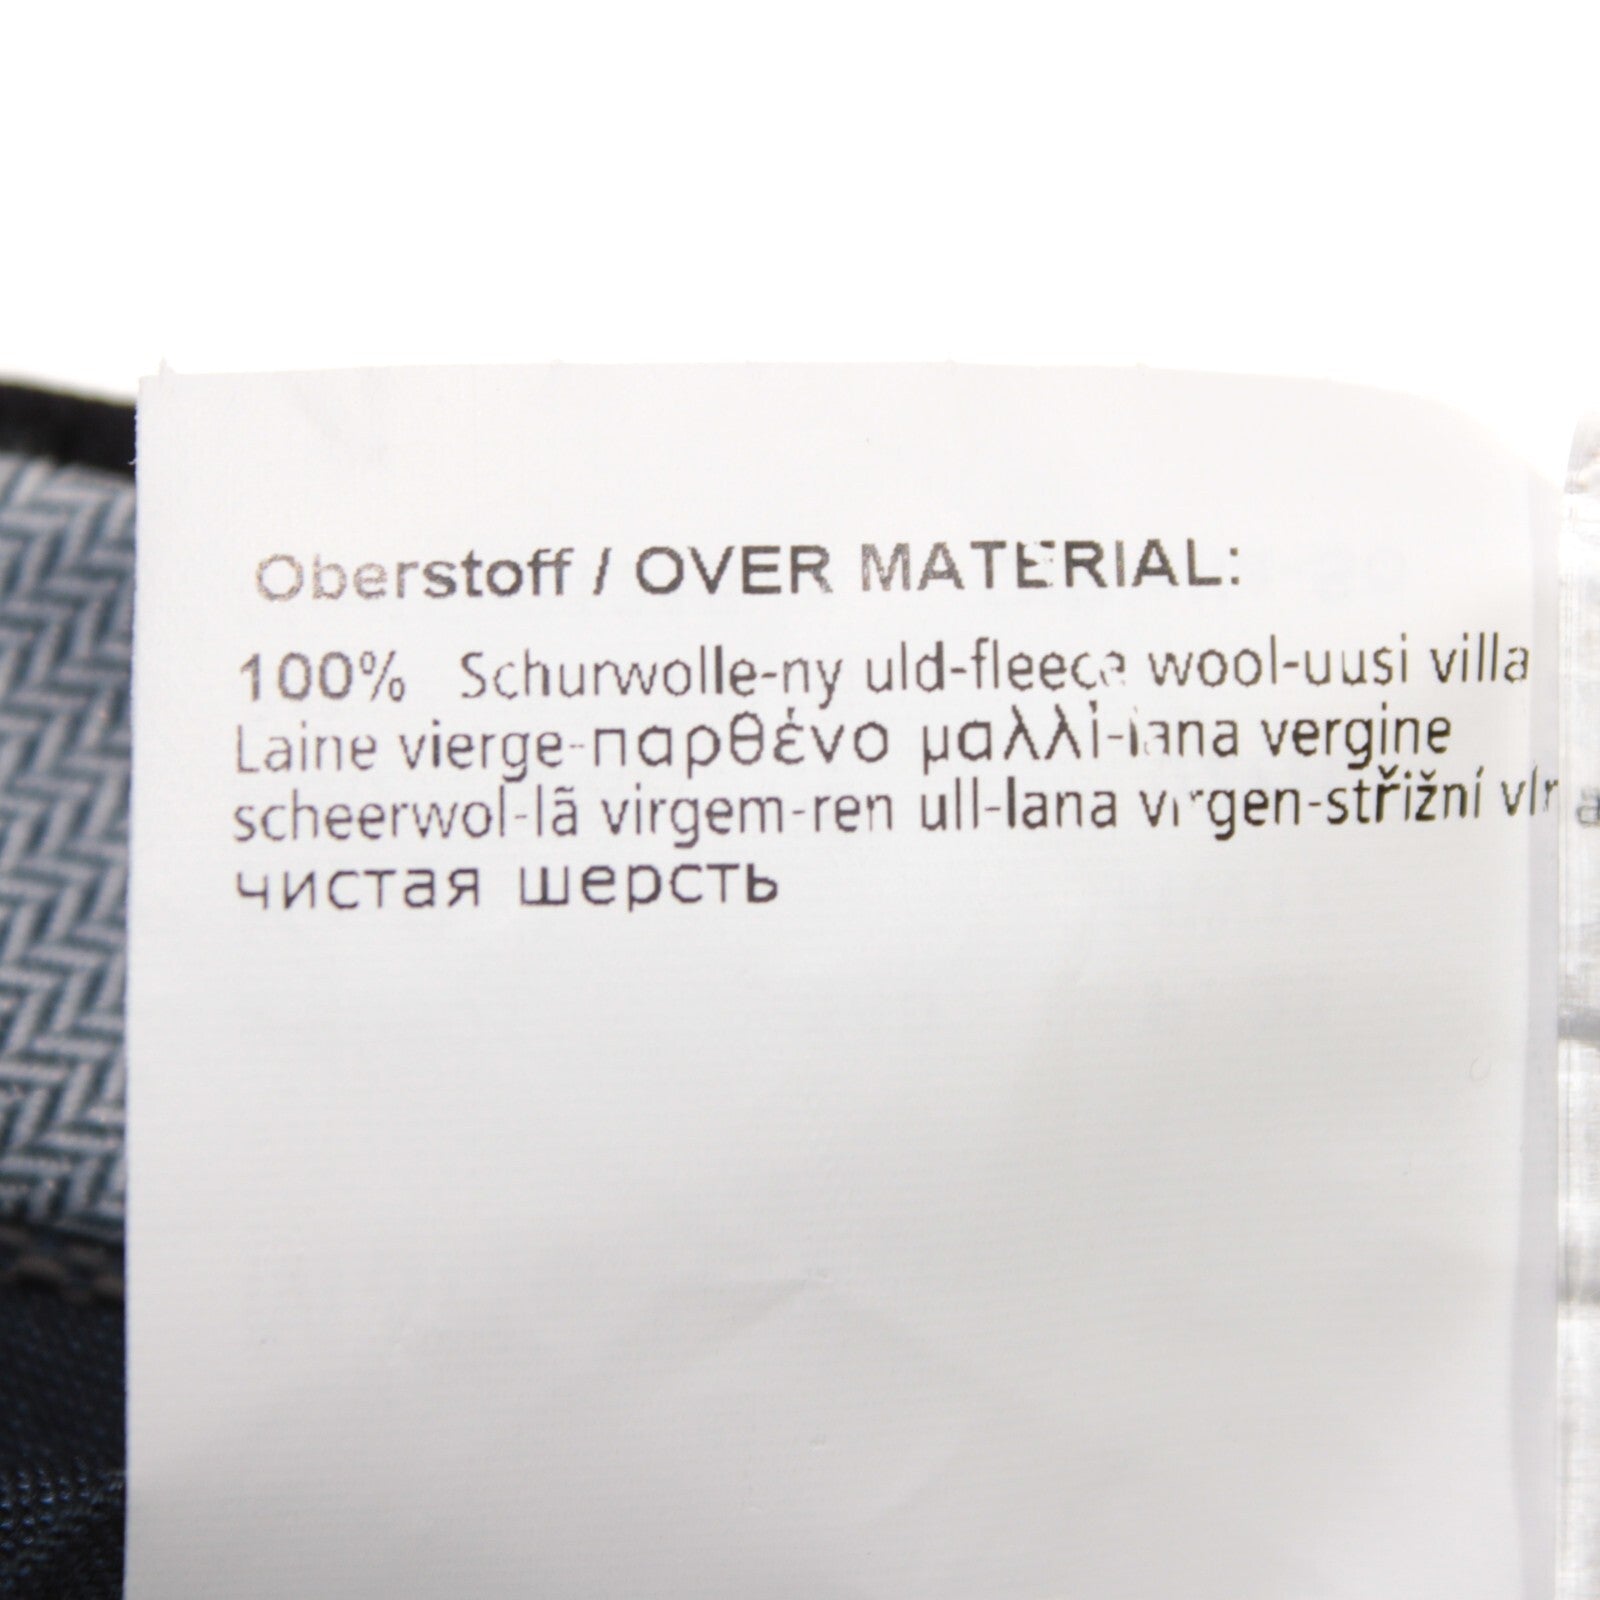 Oberstoff / OVER MATERIAL:
100% Schurwolle-ny uld-fleece wool-uusi villa
Laine vierge-παρθένο μαλλί-lana vergine
scheerwol-lã virgem-ren ull-lana virgen-střižní vlna
чистая шерсть